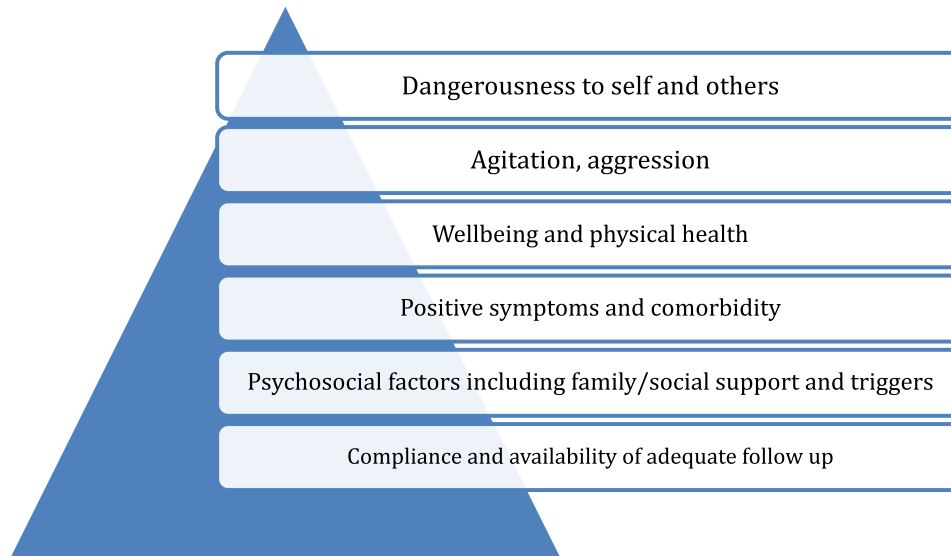 Dangerousness to self and others
Agitation, aggression
Wellbeing and physical health
Positive symptoms and comorbidity
Psychosocial factors including family/social support and triggers
Compliance and availability of adequate follow up